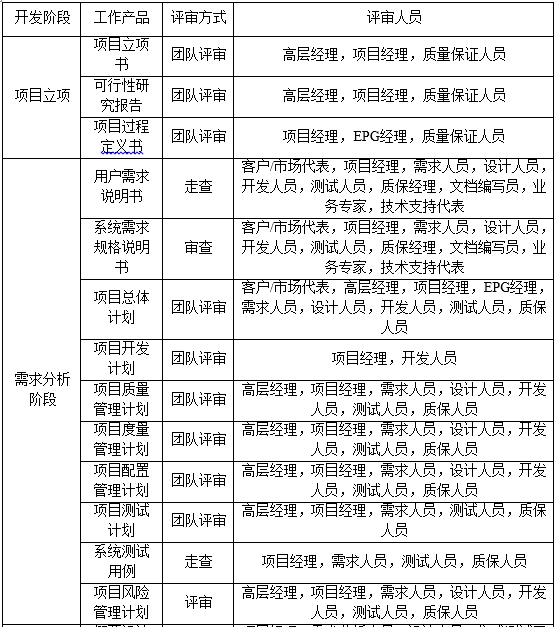 开发阶段 工作产品 评审方式 评审人员
项目立项
项目立项
书
团队评审
高层经理，项目经理，质量保证人员
可行性研
究报告
团队评审
高层经理，项目经理，质量保证人员
项目过程
定义书
团队评审
项目经理，EPG经理，质量保证人员
需求分析
阶段
用户需求
说明书
走查
客户/市场代表，项目经理，需求人员，设计人员，
开发人员，测试人员，质保经理，文档编写员，业
务专家，技术支持代表
系统需求
规格说明
书
审查
客户/市场代表，项目经理，需求人员，设计人员，
开发人员，测试人员，质保经理，文档编写员，业
务专家，技术支持代表
项目总体
计划
团队评审
客户/市场代表，高层经理，项目经理，EPG经理，
需求人员，设计人员，开发人员，测试人员，质保
人员
项目开发
计划
团队评审
项目经理，开发人员
项目质量
管理计划
团队评审
高层经理，项目经理，需求人员，设计人员，开发
人员，测试人员，质保人员
项目度量
管理计划
团队评审
高层经理，项目经理，需求人员，设计人员，开发
人员，测试人员，质保人员
项目配置
管理计划
团队评审
高层经理，项目经理，需求人员，设计人员，开发
人员，测试人员，质保人员
项目测试
计划
团队评审
高层经理，项目经理，需求人员，测试人员，质保
人员
系统测试
用例
走查
项目经理，需求人员，测试人员，质保人员
项目风险
管理计划
评审
高层经理，项目经理，需求人员，设计人员，开发
人员，测试人员，质保人员